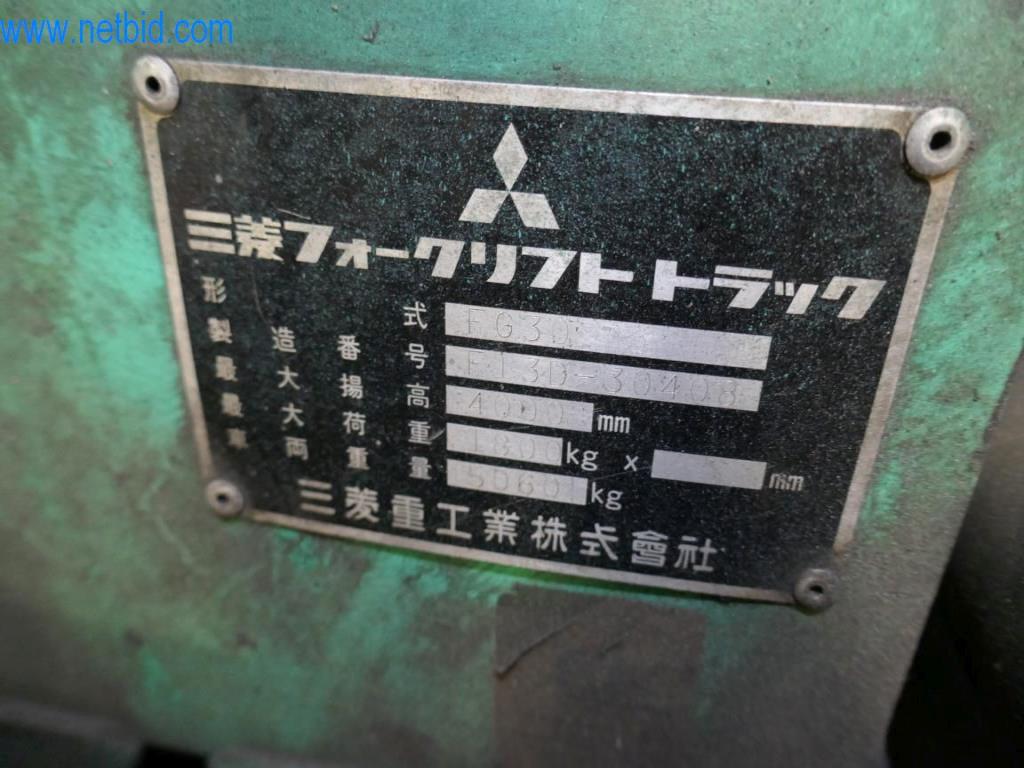 www.netbid.com
三菱フォークリフト トラック
形式 FG30
製造番号 F13D-30408
最大揚高 4000 mm
最大荷重 1800 kg x mm
車両重量 5060 kg
三菱重工業株式會社